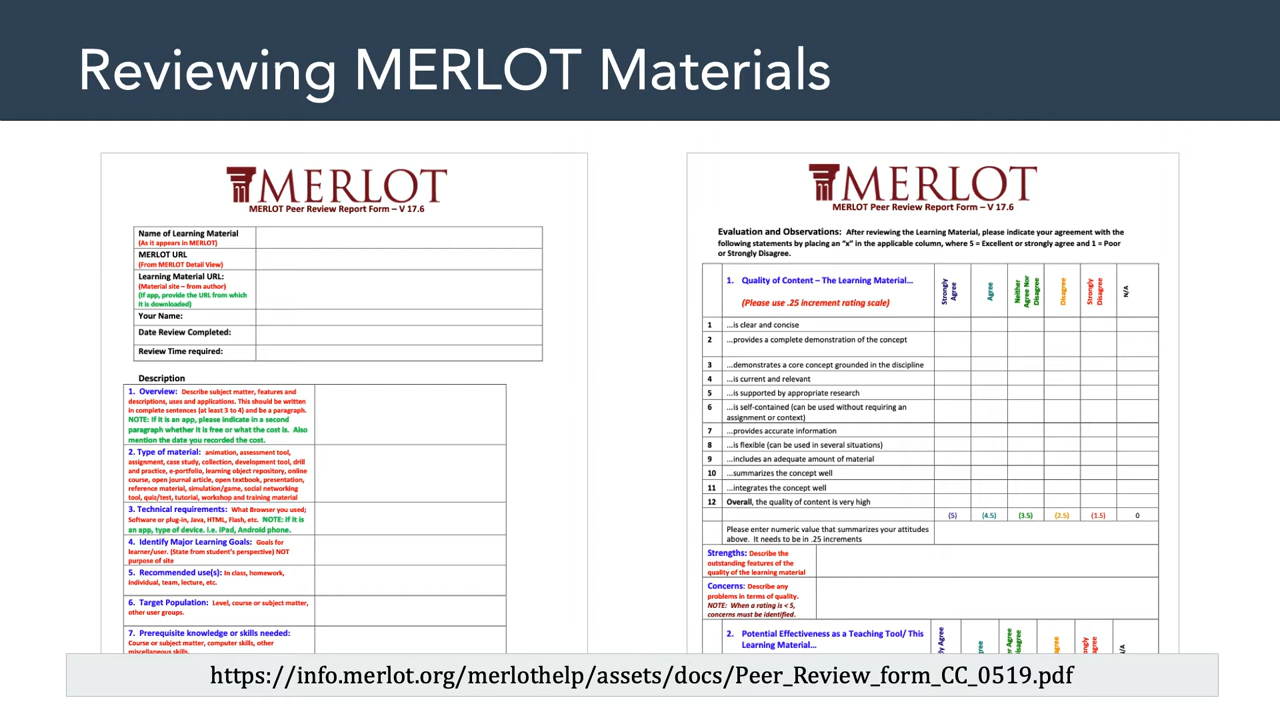 Reviewing MERLOT Materials
MERLOT
MERLOT Peer Review Report Form – V 17.6
Name of Learning Material
(As it appears in MERLOT)
MERLOT URL
(From MERLOT Detail View)
Learning Material URL:
(Material site – from author)
(If app, provide the URL from which
it is downloaded)
Your Name:
Date Review Completed:
Review Time required:
Description
1. Overview: Describe subject matter, features and
descriptions, uses and applications. This should be written
in complete sentences (at least 3 to 4) and be a paragraph.
NOTE: If it is an app, please indicate in a second
paragraph whether it is free or what the cost is. Also
mention the date you recorded the cost.
2. Type of material: animation, assessment tool,
assignment, case study, collection, development tool, drill
and practice, e-portfolio, learning object repository, online
course, open journal article, open textbook, presentation,
reference material, simulation/game, social networking
tool, quiz/test, tutorial, workshop and training material
3. Technical requirements: What Browser you used;
Software or plug-in, Java, HTML, Flash, etc. NOTE: If it is
an app, type of device. i.e. iPad, Android phone.
4. Identify Major Learning Goals: Goals for
learner/user. (State from student's perspective) NOT
purpose of site
5. Recommended use(s): In class, homework,
individual, team, lecture, etc.
6. Target Population: Level, course or subject matter,
other user groups.
7. Prerequisite knowledge or skills needed:
Course or subject matter, computer skills, other
miscellaneous skills.
MERLOT
MERLOT Peer Review Report Form – V 17.6
Evaluation and Observations: After reviewing the Learning Material, please indicate your agreement with the
following statements by placing an "x" in the applicable column, where 5 = Excellent or strongly agree and 1 = Poor
or Strongly Disagree.
1. Quality of Content – The Learning Material...
(Please use .25 increment rating scale)
Strongly
Agree
Agree
Neither
Agree Nor
Disagree
Disagree
Strongly
Disagree
N/A
1 ...is clear and concise
2 ...provides a complete demonstration of the concept
3 ...demonstrates a core concept grounded in the discipline
4 ...is current and relevant
5 ...is supported by appropriate research
6 ...is self-contained (can be used without requiring an
assignment or context)
7 ...provides accurate information
8 ...is flexible (can be used in several situations)
9 ...includes an adequate amount of material
10 ...summarizes the concept well
11 ...integrates the concept well
12 Overall, the quality of content is very high
(5) (4.5) (3.5) (2.5) (1.5) 0
Please enter numeric value that summarizes your attitudes
above. It needs to be in .25 increments
Strengths: Describe the
outstanding features of the
quality of the learning material
Concerns: Describe any
problems in terms of quality.
NOTE: When a rating is < 5,
concerns must be identified.
2. Potential Effectiveness as a Teaching Tool/ This
Learning Material...
https://info.merlot.org/merlothelp/assets/docs/Peer_Review_form_CC_0519.pdf